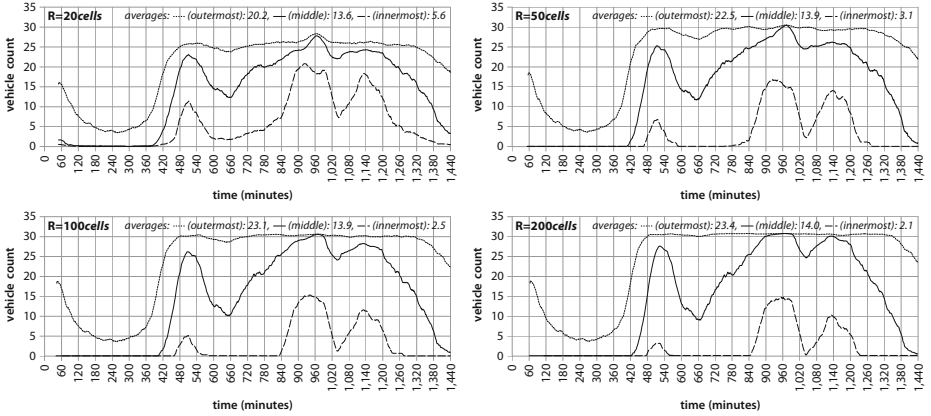 R=20cells averages: (outermost): 20.2, (middle): 13.6, (innermost): 5.6
vehicle count
35
30
25
20
15
10
5
0
0 60 120 180 240 300 360 420 480 540 600 660 720 780 840 900 960 1,020 1,080 1,140 1,200 1,260 1,320 1,380 1,440
time (minutes)
R=50cells averages: (outermost): 22.5, (middle): 13.9, (innermost): 3.1
vehicle count
35
30
25
20
15
10
5
0
0 60 120 180 240 300 360 420 480 540 600 660 720 780 840 900 960 1,020 1,080 1,140 1,200 1,260 1,320 1,380 1,440
time (minutes)
R=100cells averages: (outermost): 23.1, (middle): 13.9, (innermost): 2.5
vehicle count
35
30
25
20
15
10
5
0
0 60 120 180 240 300 360 420 480 540 600 660 720 780 840 900 960 1,020 1,080 1,140 1,200 1,260 1,320 1,380 1,440
time (minutes)
R=200cells averages: (outermost): 23.4, (middle): 14.0, (innermost): 2.1
vehicle count
35
30
25
20
15
10
5
0
0 60 120 180 240 300 360 420 480 540 600 660 720 780 840 900 960 1,020 1,080 1,140 1,200 1,260 1,320 1,380 1,440
time (minutes)